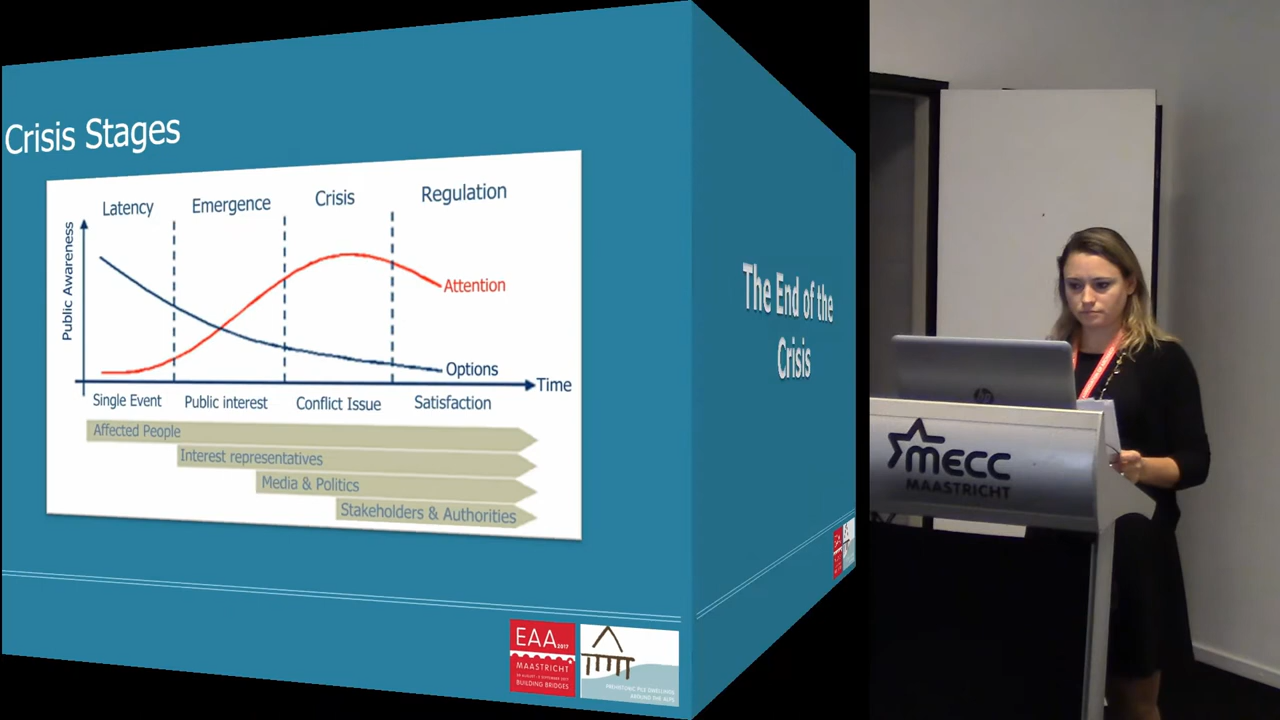 Crisis Stages
Latency
Emergence
Crisis
Regulation
Public Awareness
Attention
Options
Time
Single Event
Public interest
Conflict Issue
Satisfaction
Affected People
Interest representatives
Media & Politics
Stakeholders & Authorities
EAA 2017
MAASTRICHT
BUILDING BRIDGES
PREHISTORIC PILE DWELLINGS
AROUND THE ALPS
The End of the
Crisis
MECC
MAASTRICHT
hp